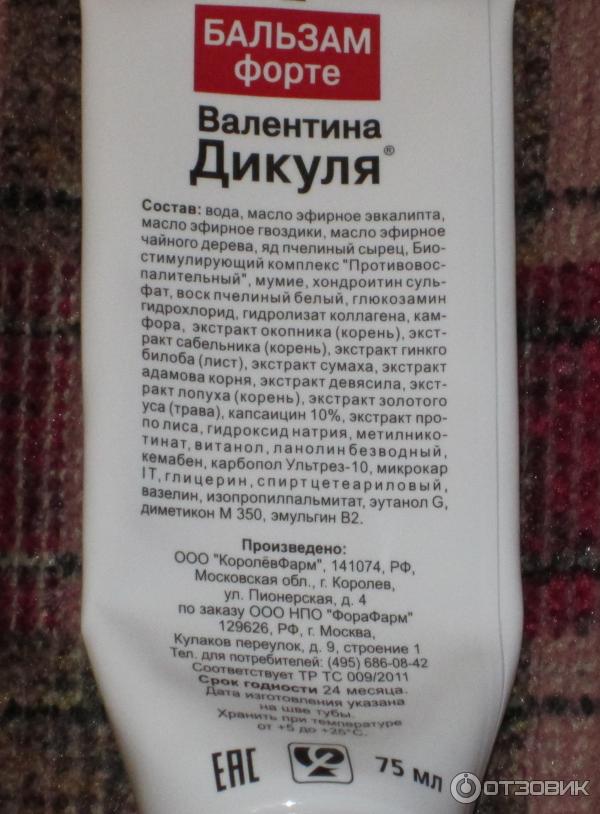 БАЛЬЗАМ
форте
Валентина
Дикуля®
Состав: вода, масло эфирное эвкалипта,
масло эфирное гвоздики, масло эфирное
чайного дерева, яд пчелиный сырец, Био-
стимулирующий комплекс "Противовос-
палительный", мумие, хондроитин суль-
фат, воск пчелиный белый, глюкозамин
гидрохлорид, гидролизат коллагена, кам-
фора, экстракт окопника (корень), экст-
ракт сабельника (корень), экстракт гинкго
билоба (лист), экстракт сумаха, экстракт
адамова корня, экстракт девясила, экст-
ракт лопуха (корень), экстракт золотого
уса (трава), капсаицин 10%, экстракт про-
полиса, гидроксид натрия, метилнико-
тинат, витанол, ланолин безводный,
кемабен, карбопол Ультрез-10, микрокар
IT, глицерин, спирт цетеариловый,
вазелин, изопропилпальмитат, эутанол G,
диметикон М 350, эмульгин В2.
Произведено:
ООО "КоролёвФарм", 141074, РФ,
Московская обл., г. Королев,
ул. Пионерская, д. 4
по заказу ООО НПО "ФораФарм"
129626, РФ, г. Москва,
Кулаков переулок, д. 9, строение 1
Тел. для потребителей: (495) 686-08-42
Соответствует ТР ТС 009/2011
Срок годности 24 месяца.
Дата изготовления указана
на шве тубы.
Хранить при температуре
от +5 до +25°С.
ЕАС
75 мл
ОТЗОВИК